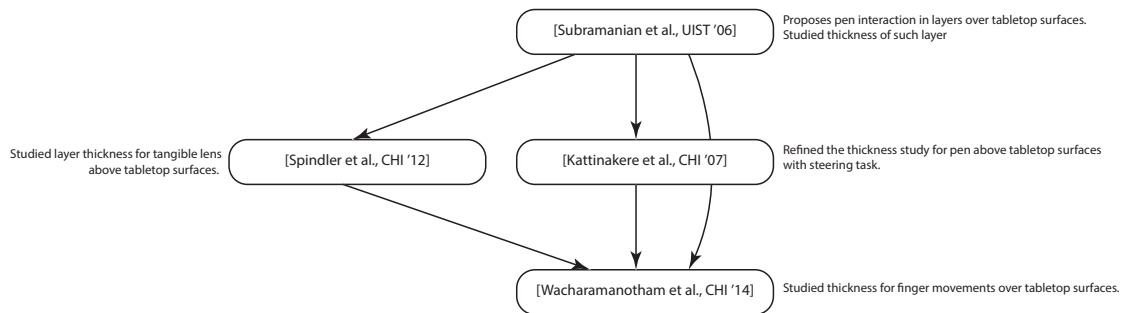 [Subramanian et al., UIST '06]
Proposes pen interaction in layers over tabletop surfaces.
Studied thickness of such layer
Studied layer thickness for tangible lens
above tabletop surfaces.
[Spindler et al., CHI '12]
[Kattinakere et al., CHI '07]
Refined the thickness study for pen above tabletop surfaces
with steering task.
[Wacharamanotham et al., CHI '14]
Studied thickness for finger movements over tabletop surfaces.